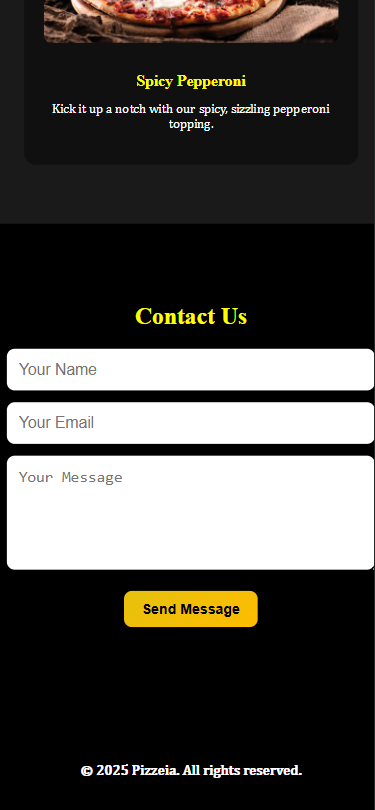 Spicy Pepperoni
Kick it up a notch with our spicy, sizzling pepperoni
topping.
Contact Us
Your Name
Your Email
Your Message
Send Message
© 2025 Pizzeia. All rights reserved.